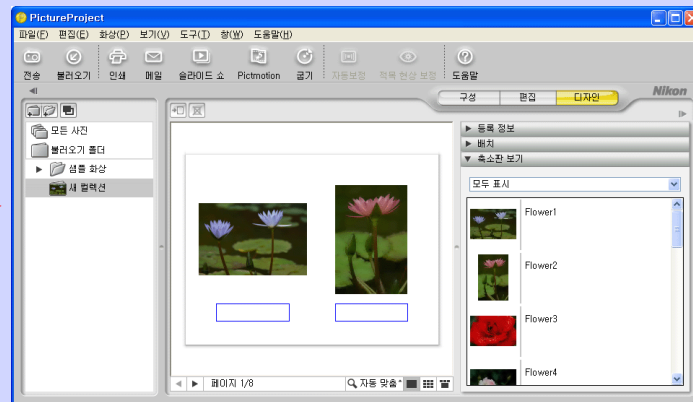 PictureProject
파일(F) 편집(E) 화상(P) 보기(V) 도구(T) 창(W) 도움말(H)
전송 불러오기 인쇄 메일 슬라이드 쇼 Pictmotion 굽기 자동보정 적목 현상 보정 도움말
구성 편집 디자인 Nikon
모든 사진
불러오기 폴더
샘플 화상
새 컬렉션
등록 정보
배치
축소판 보기
모두 표시
Flower1
Flower2
Flower3
Flower4
페이지 1/8 자동 맞춤